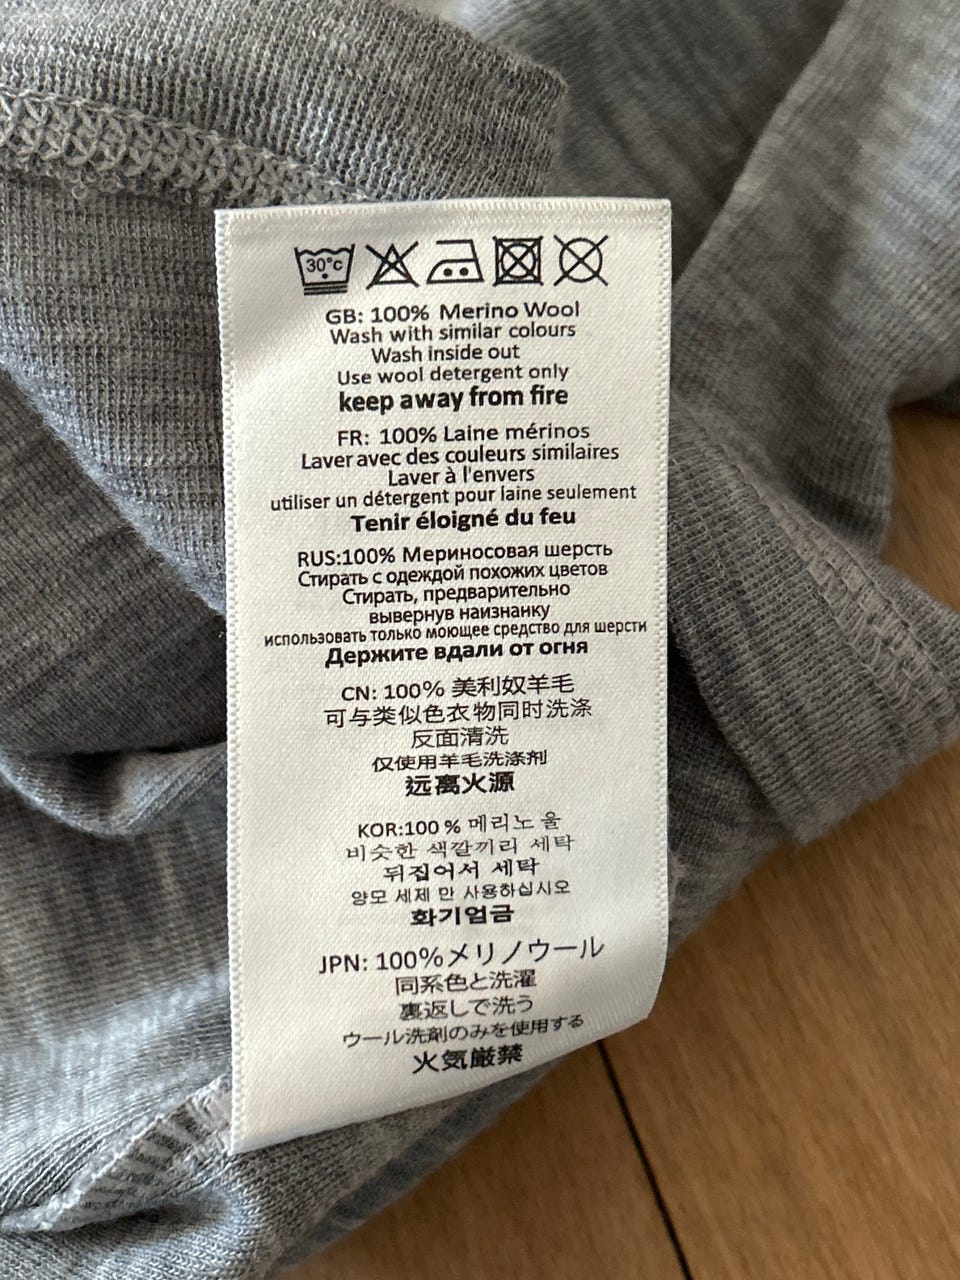 30°c
GB: 100% Merino Wool
Wash with similar colours
Wash inside out
Use wool detergent only
keep away from fire
FR: 100% Laine mérinos
Laver avec des couleurs similaires
Laver à l'envers
utiliser un détergent pour laine seulement
Tenir éloigné du feu
RUS:100% Мериносовая шерсть
Стирать с одеждой похожих цветов
Стирать, предварительно
вывернув наизнанку
использовать только моющее средство для шерсти
Держите вдали от огня
CN: 100% 美利奴羊毛
可与类似色衣物同时洗涤
反面清洗
仅使用羊毛洗涤剂
远离火源
KOR:100 % 메리노 울
비슷한 색깔끼리 세탁
뒤집어서 세탁
양모 세제 만 사용하십시오
화기엄금
JPN: 100%メリノウール
同系色と洗濯
裏返しで洗う
ウール洗剤のみを使用する
火気厳禁